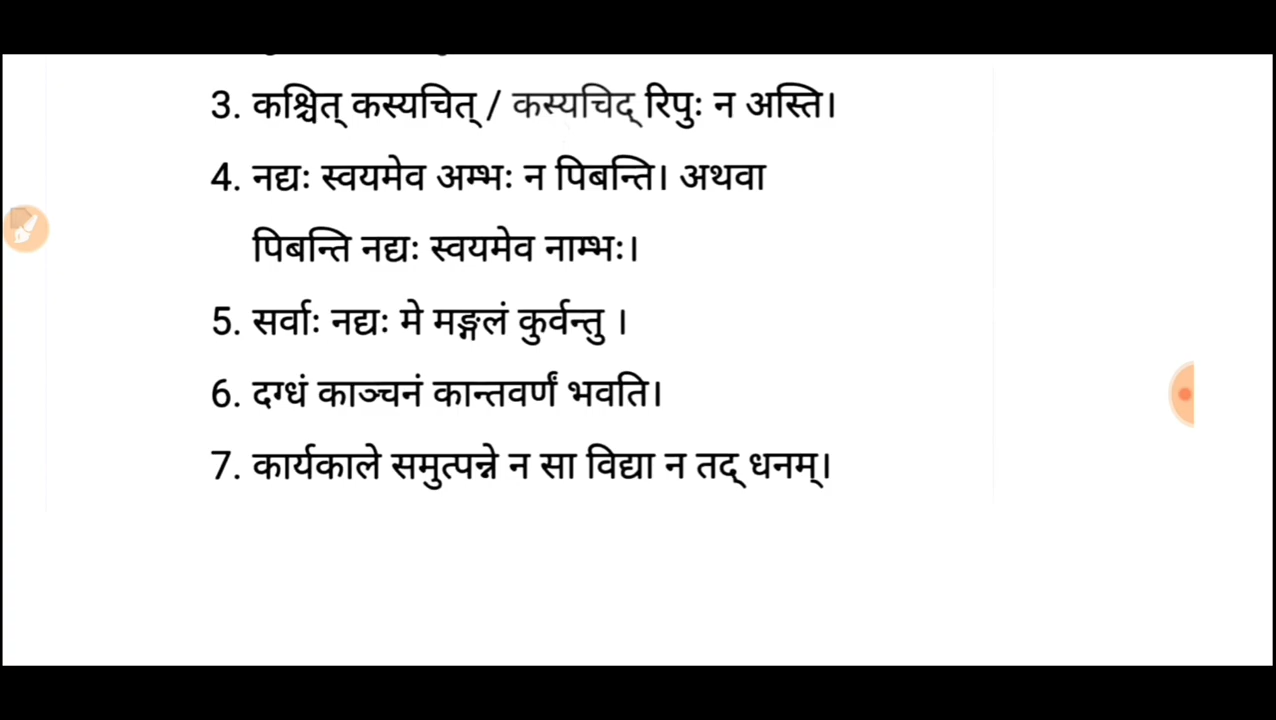 3. कश्चित् कस्यचित् / कस्यचिद् रिपुः न अस्ति।
4. नद्यः स्वयमेव अम्भः न पिबन्ति। अथवा
पिबन्ति नद्यः स्वयमेव नाम्भः।
5. सर्वाः नद्यः मे मङ्गलं कुर्वन्तु ।
6. दग्धं काञ्चनं कान्तवर्णं भवति।
7. कार्यकाले समुत्पन्ने न सा विद्या न तद् धनम्।